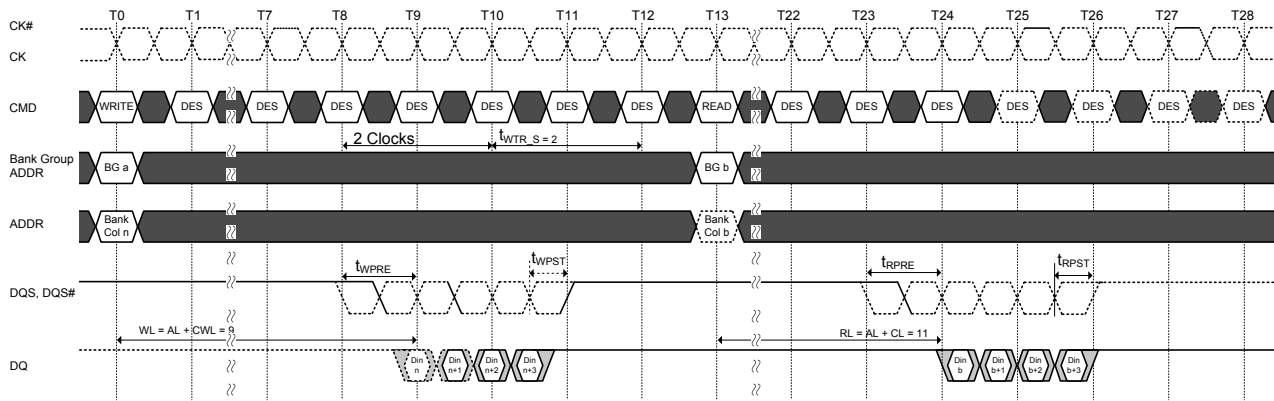 T0 T1 T7 T8 T9 T10 T11 T12 T13 T22 T23 T24 T25 T26 T27 T28
CK#
CK
CMD WRITE DES DES DES DES DES DES DES READ DES DES DES DES DES DES DES
2 Clocks tWTR_S = 2
Bank Group
ADDR
BG a BG b
ADDR
Bank
Col n
Bank
Col b
tWPRE tWPST tRPRE tRPST
DQS, DQS#
WL = AL + CWL = 9 RL = AL + CL = 11
DQ
Din
n
Din
n+1
Din
n+2
Din
n+3
Din
b
Din
b+1
Din
b+2
Din
b+3